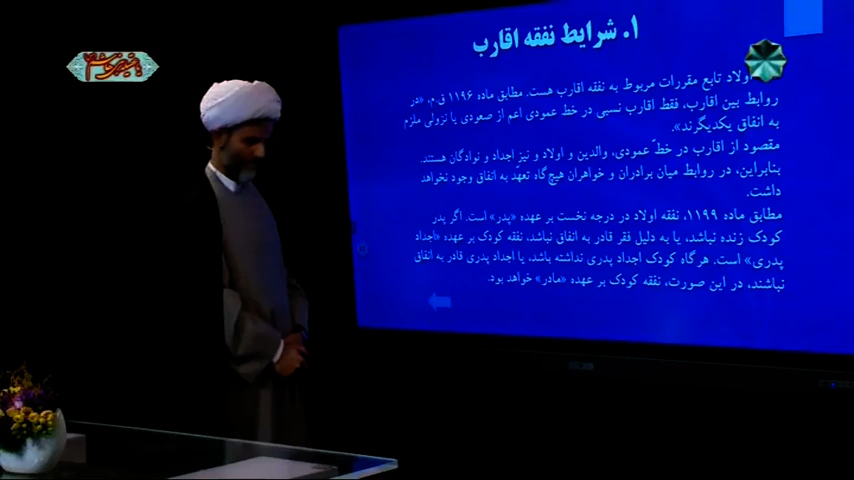 ۱. شرایط نفقه اقارب
اولاد تابع مقررات مربوط به نفقه اقارب هست. مطابق ماده ۱۱۹۶ ق.م، «در
روابط بین اقارب، فقط اقارب نسبی در خط عمودی اعم از صعودی یا نزولی ملزم
به انفاق یکدیگرند».
مقصود از اقارب در خطّ عمودی، والدین و اولاد و نیز اجداد و نوادگان هستند.
بنابراین، در روابط میان برادران و خواهران هیچ‌گاه تعهّد به انفاق وجود نخواهد
داشت.
مطابق ماده ۱۱۹۹، نفقه اولاد در درجه نخست بر عهده «پدر» است. اگر پدر
کودک زنده نباشد، یا به دلیل فقر قادر به انفاق نباشد، نفقه کودک بر عهده «اجداد
پدری» است. هرگاه کودک اجداد پدری نداشته باشد، یا اجداد پدری قادر به انفاق
نباشند، در این صورت، نفقه کودک بر عهده «مادر» خواهد بود.